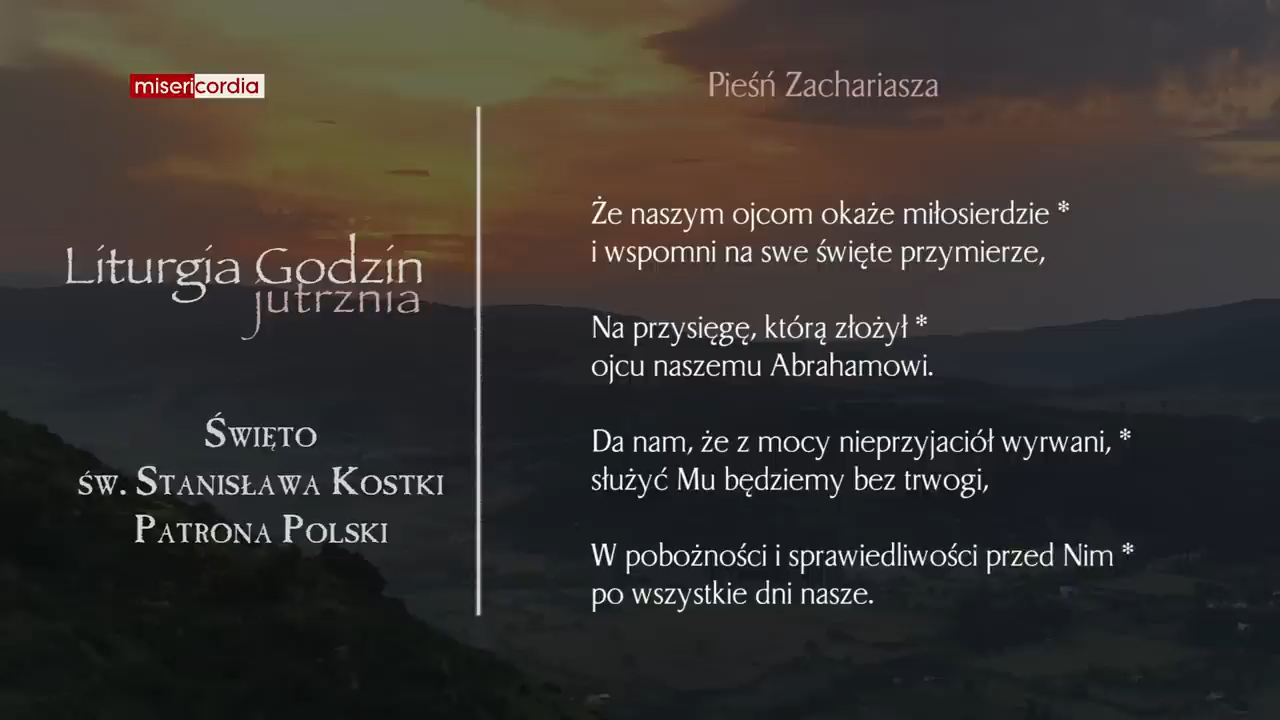 misericordia
Liturgia Godzin
jutrznia
Święto
św. Stanisława Kostki
Patrona Polski
Pieśń Zachariasza
Że naszym ojcom okaże miłosierdzie *
i wspomni na swe święte przymierze,
Na przysięgę, którą złożył *
ojcu naszemu Abrahamowi.
Da nam, że z mocy nieprzyjaciół wyrwani, *
służyć Mu będziemy bez trwogi,
W pobożności i sprawiedliwości przed Nim *
po wszystkie dni nasze.